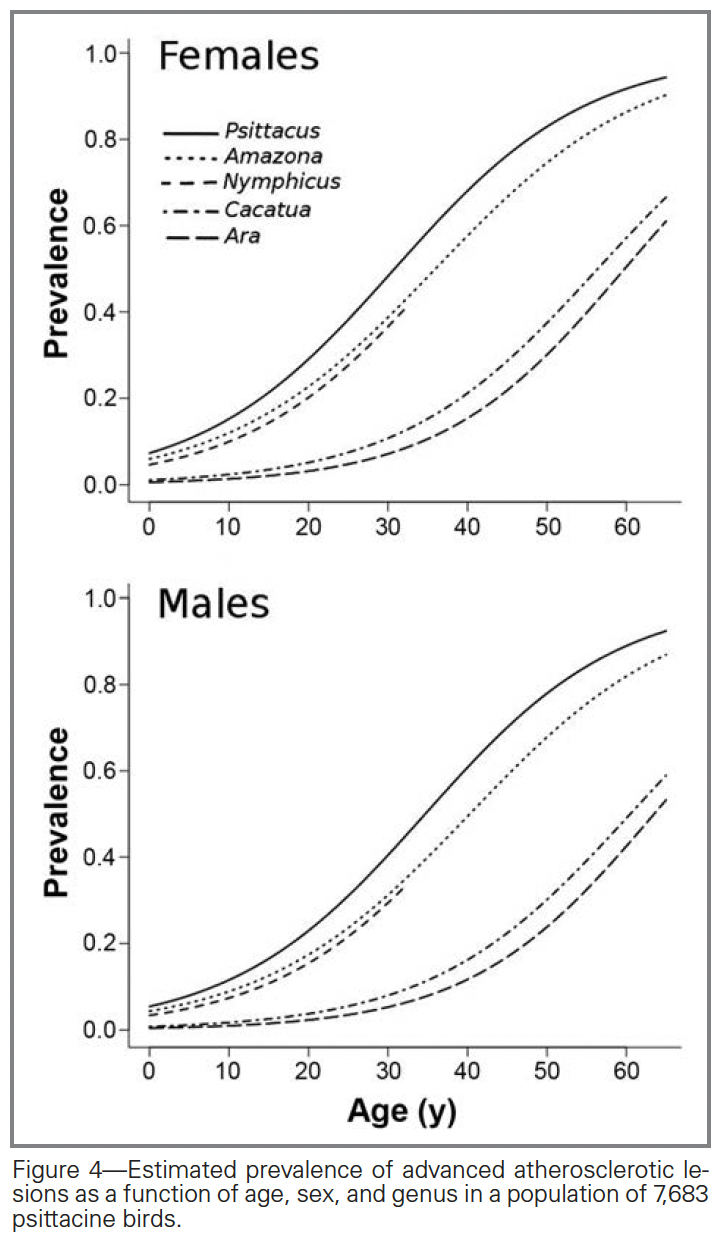 Females
1.0
0.8
0.6
0.4
0.2
0.0
Prevalence
Psittacus
Amazona
Nymphicus
Cacatua
Ara
0 10 20 30 40 50 60
Males
1.0
0.8
0.6
0.4
0.2
0.0
Prevalence
0 10 20 30 40 50 60
Age (y)
Figure 4—Estimated prevalence of advanced atherosclerotic le-
sions as a function of age, sex, and genus in a population of 7,683
psittacine birds.